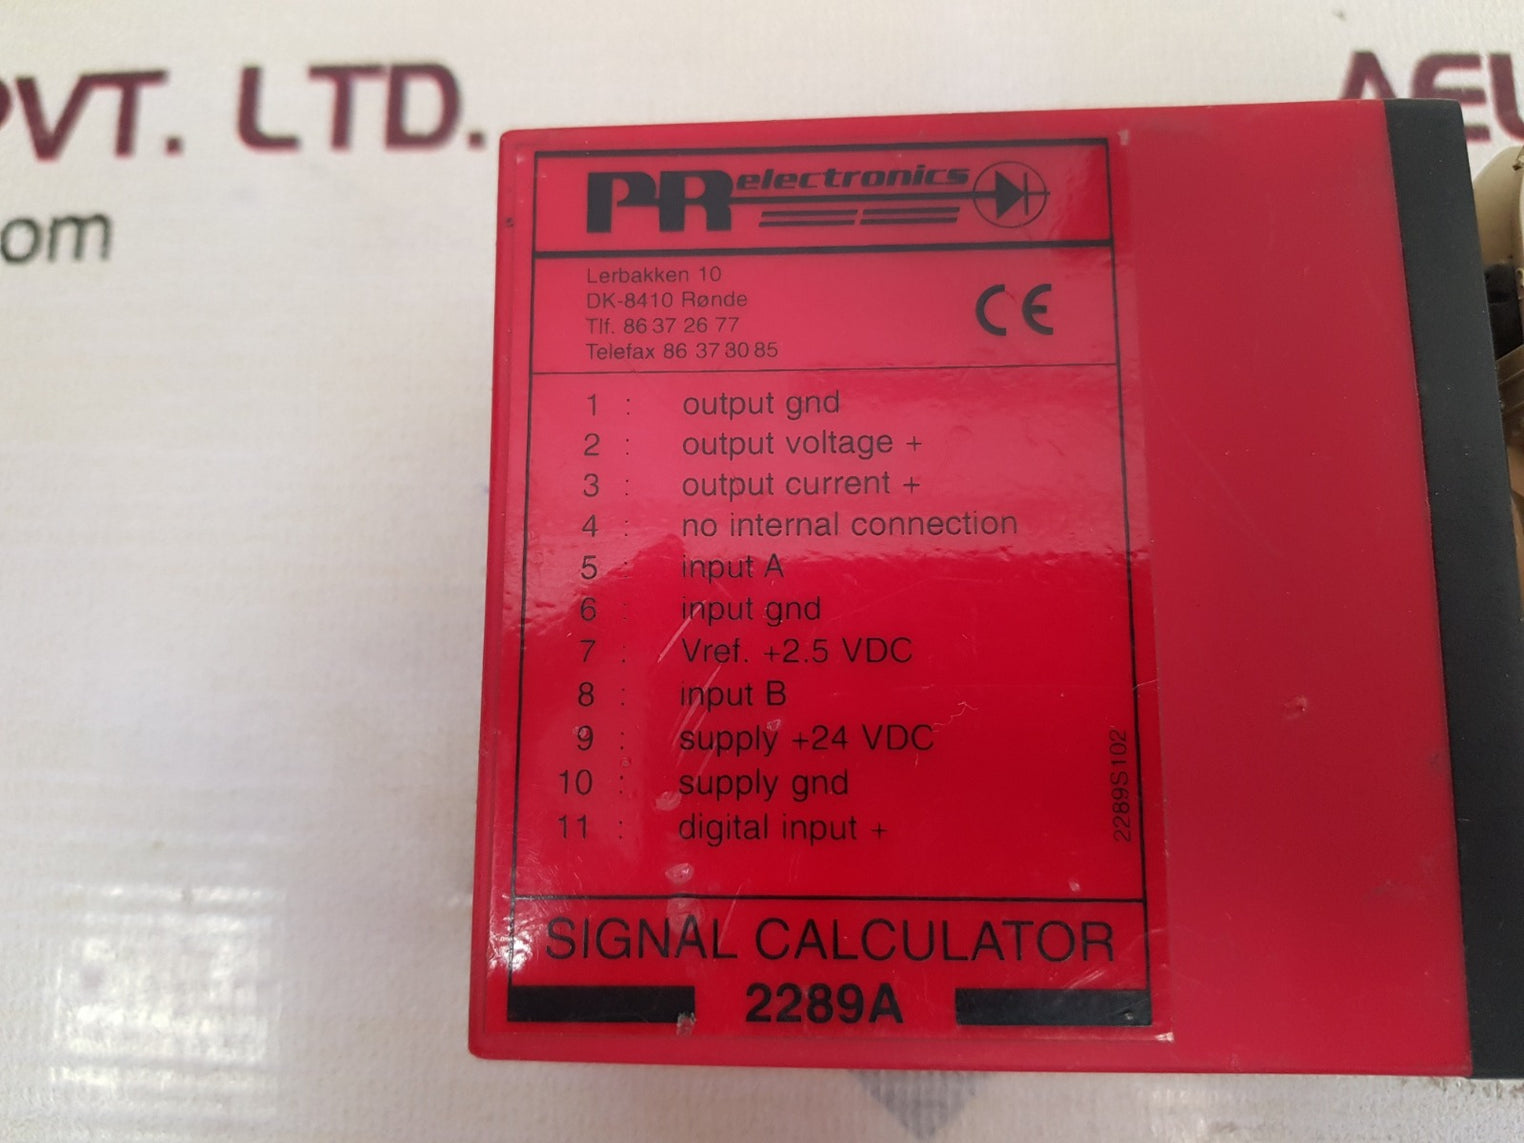 PVT. LTD.
om
PR electronics
Lerbakken 10
DK-8410 Rønde
Tlf. 86 37 26 77
Telefax 86 37 30 85
CE
1 : output gnd
2 : output voltage +
3 : output current +
4 : no internal connection
5 : input A
6 : input gnd
7 : Vref. +2.5 VDC
8 : input B
9 : supply +24 VDC
10 : supply gnd
11 : digital input +
2289S102
SIGNAL CALCULATOR
2289A